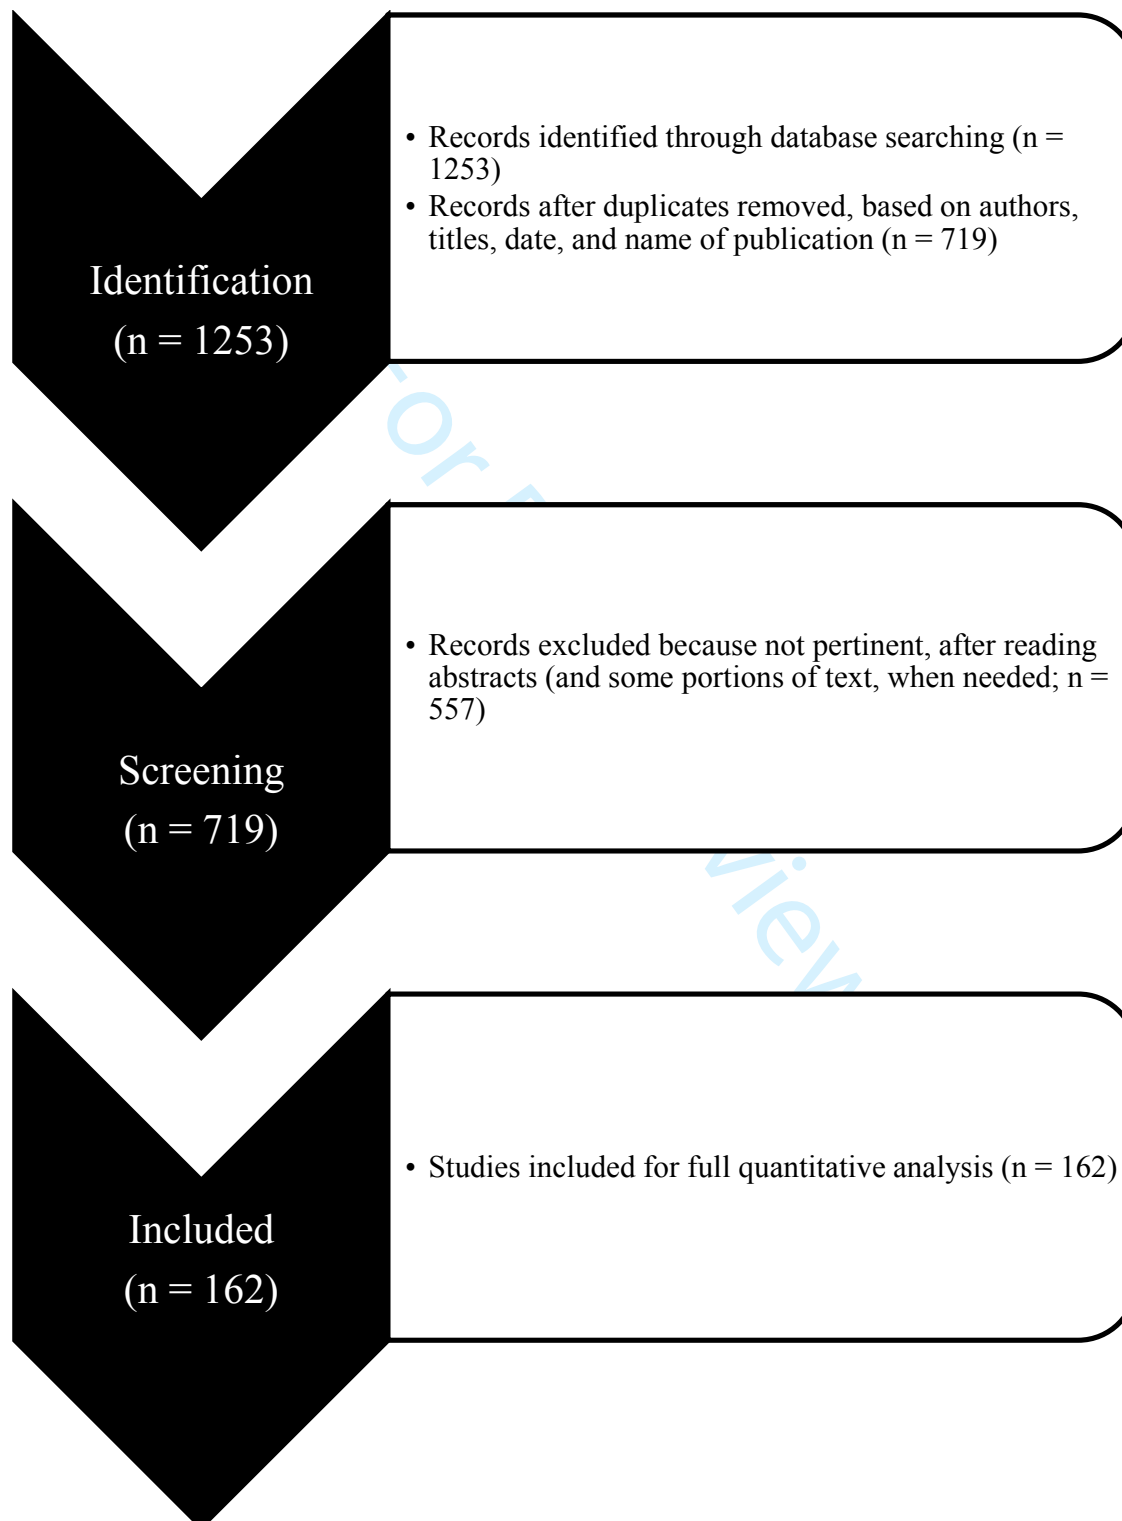 • Records identified through database searching (n =
1253)
• Records after duplicates removed, based on authors,
titles, date, and name of publication (n = 719)
Identification
(n = 1253)
For
• Records excluded because not pertinent, after reading
abstracts (and some portions of text, when needed; n =
557)
Screening
(n = 719)
view
• Studies included for full quantitative analysis (n = 162)
Included
(n = 162)